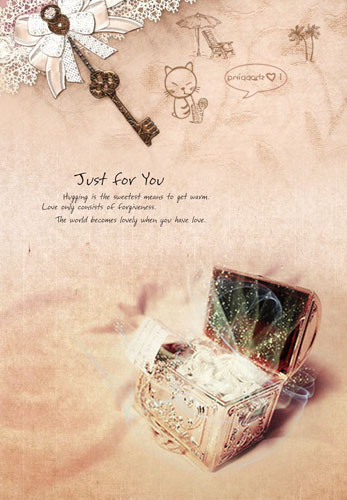 I ♥ shopping
Just for You
Hugging is the sweetest means to get warm.
Love only consists of forgiveness.
The world becomes lovely when you have love.